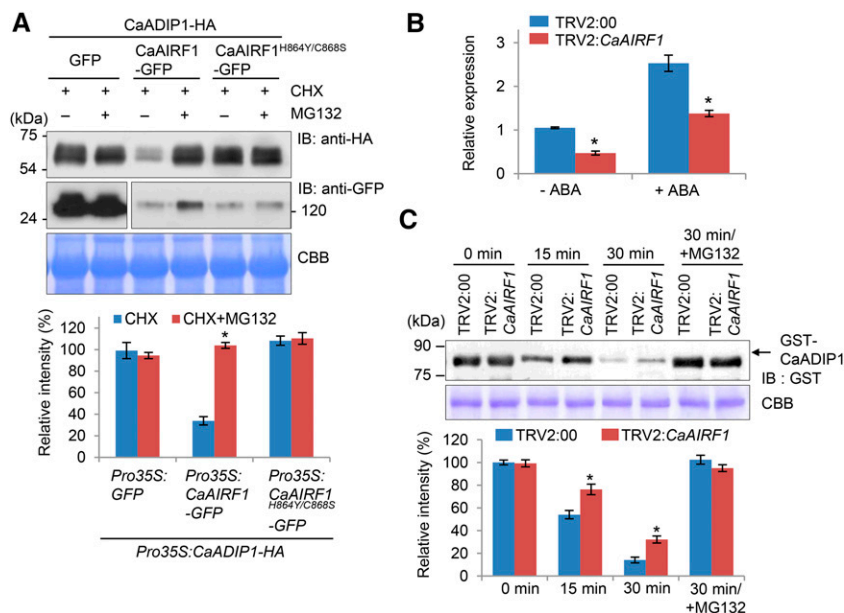 A
CaADIP1-HA
GFP
CaAIRF1
-GFP
CaAIRF1H864Y/C868S
-GFP
+ + + + + + CHX
– + – + – + MG132
(kDa)
75
54
IB: anti-HA
24
IB: anti-GFP
120
CBB
CHX CHX+MG132
Relative intensity (%)
120
100
80
60
40
20
0
*
Pro35S:
GFP
Pro35S:
CaAIRF1
-GFP
Pro35S:
CaAIRF1
H864Y/C868S
-GFP
Pro35S:CaADIP1-HA
B
TRV2:00
TRV2:CaAIRF1
Relative expression
3
2
1
0
*
*
- ABA
+ ABA
C
0 min
15 min
30 min
30 min/
+MG132
TRV2:00
TRV2:
CaAIRF1
TRV2:00
TRV2:
CaAIRF1
TRV2:00
TRV2:
CaAIRF1
TRV2:00
TRV2:
CaAIRF1
(kDa)
90
75
GST-
CaADIP1
IB : GST
CBB
TRV2:00 TRV2:CaAIRF1
Relative intensity (%)
120
100
80
60
40
20
0
*
*
0 min
15 min
30 min
30 min/
+MG132